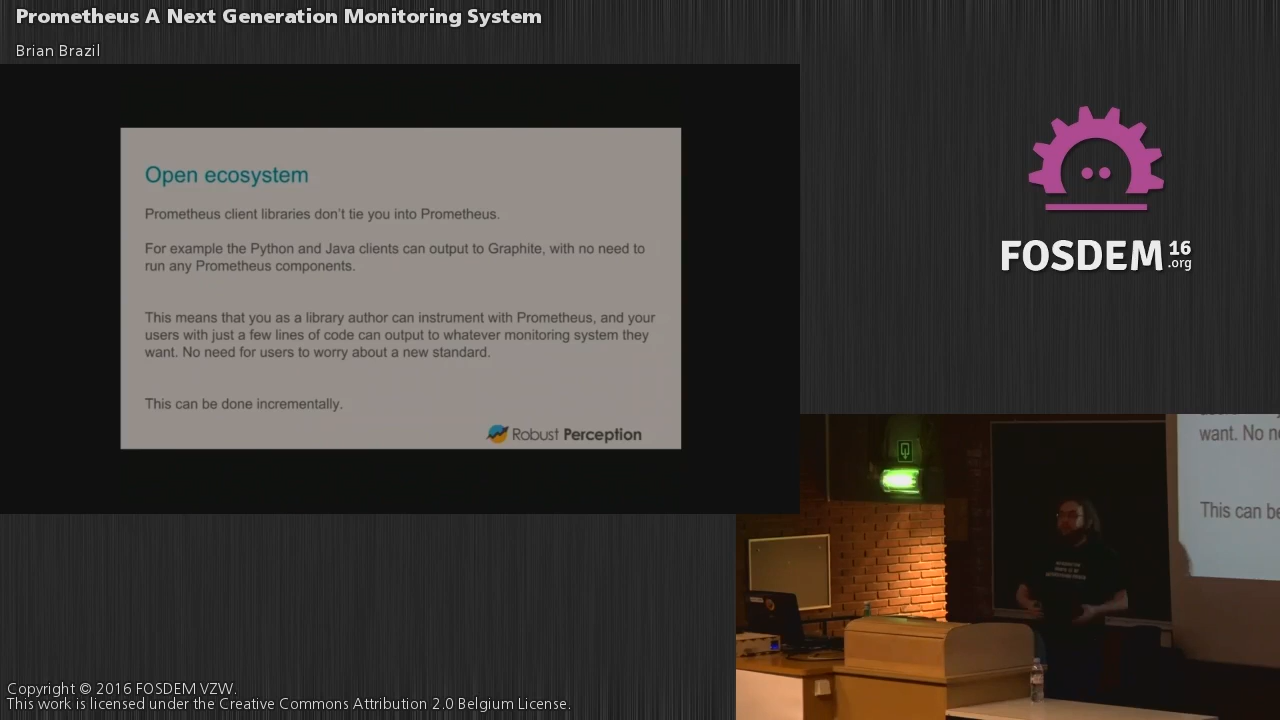 Prometheus A Next Generation Monitoring System
Brian Brazil
Open ecosystem
Prometheus client libraries don't tie you into Prometheus.
For example the Python and Java clients can output to Graphite, with no need to
run any Prometheus components.
This means that you as a library author can instrument with Prometheus, and your
users with just a few lines of code can output to whatever monitoring system they
want. No need for users to worry about a new standard.
This can be done incrementally.
Robust Perception
FOSDEM 16
.org
want. No n
This can be
Copyright © 2016 FOSDEM VZW.
This work is licensed under the Creative Commons Attribution 2.0 Belgium License.